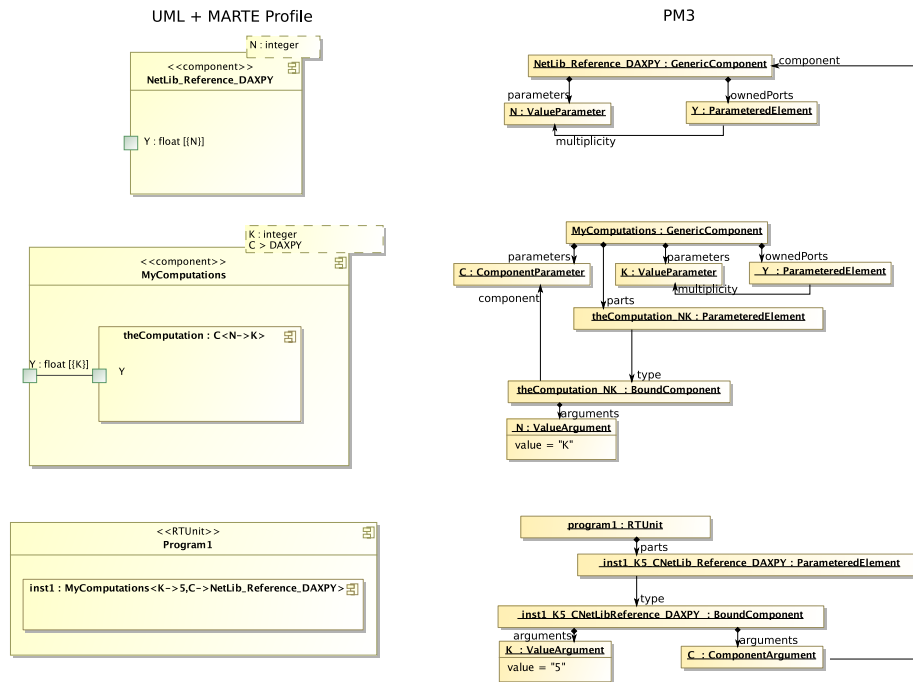 UML + MARTE Profile
N : integer
<<component>>
NetLib_Reference_DAXPY
Y : float [{N}]
K : integer
C > DAXPY
<<component>>
MyComputations
theComputation : C<N->K>
Y : float [{K}]
Y
<<RTUnit>>
Program1
inst1 : MyComputations<K->5,C->NetLib_Reference_DAXPY>
PM3
NetLib_Reference_DAXPY : GenericComponent
component
parameters
ownedPorts
N : ValueParameter
Y : ParameteredElement
multiplicity
MyComputations : GenericComponent
parameters
parameters
ownedPorts
C : ComponentParameter
K : ValueParameter
Y : ParameteredElement
component
multiplicity
parts
theComputation_NK : ParameteredElement
type
theComputation_NK : BoundComponent
arguments
N : ValueArgument
value = "K"
program1 : RTUnit
parts
inst1_K5_CNetLib_Reference_DAXPY : ParameteredElement
type
inst1_K5_CNetLibReference_DAXPY : BoundComponent
arguments
arguments
K : ValueArgument
value = "5"
C : ComponentArgument